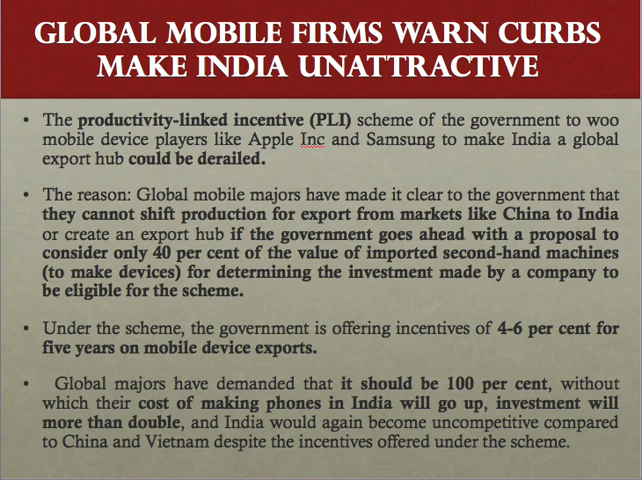 GLOBAL MOBILE FIRMS WARN CURBS
MAKE INDIA UNATTRACTIVE
• The productivity-linked incentive (PLI) scheme of the government to woo
mobile device players like Apple Inc and Samsung to make India a global
export hub could be derailed.
• The reason: Global mobile majors have made it clear to the government that
they cannot shift production for export from markets like China to India
or create an export hub if the government goes ahead with a proposal to
consider only 40 per cent of the value of imported second-hand machines
(to make devices) for determining the investment made by a company to
be eligible for the scheme.
• Under the scheme, the government is offering incentives of 4-6 per cent for
five years on mobile device exports.
• Global majors have demanded that it should be 100 per cent, without
which their cost of making phones in India will go up, investment will
more than double, and India would again become uncompetitive compared
to China and Vietnam despite the incentives offered under the scheme.